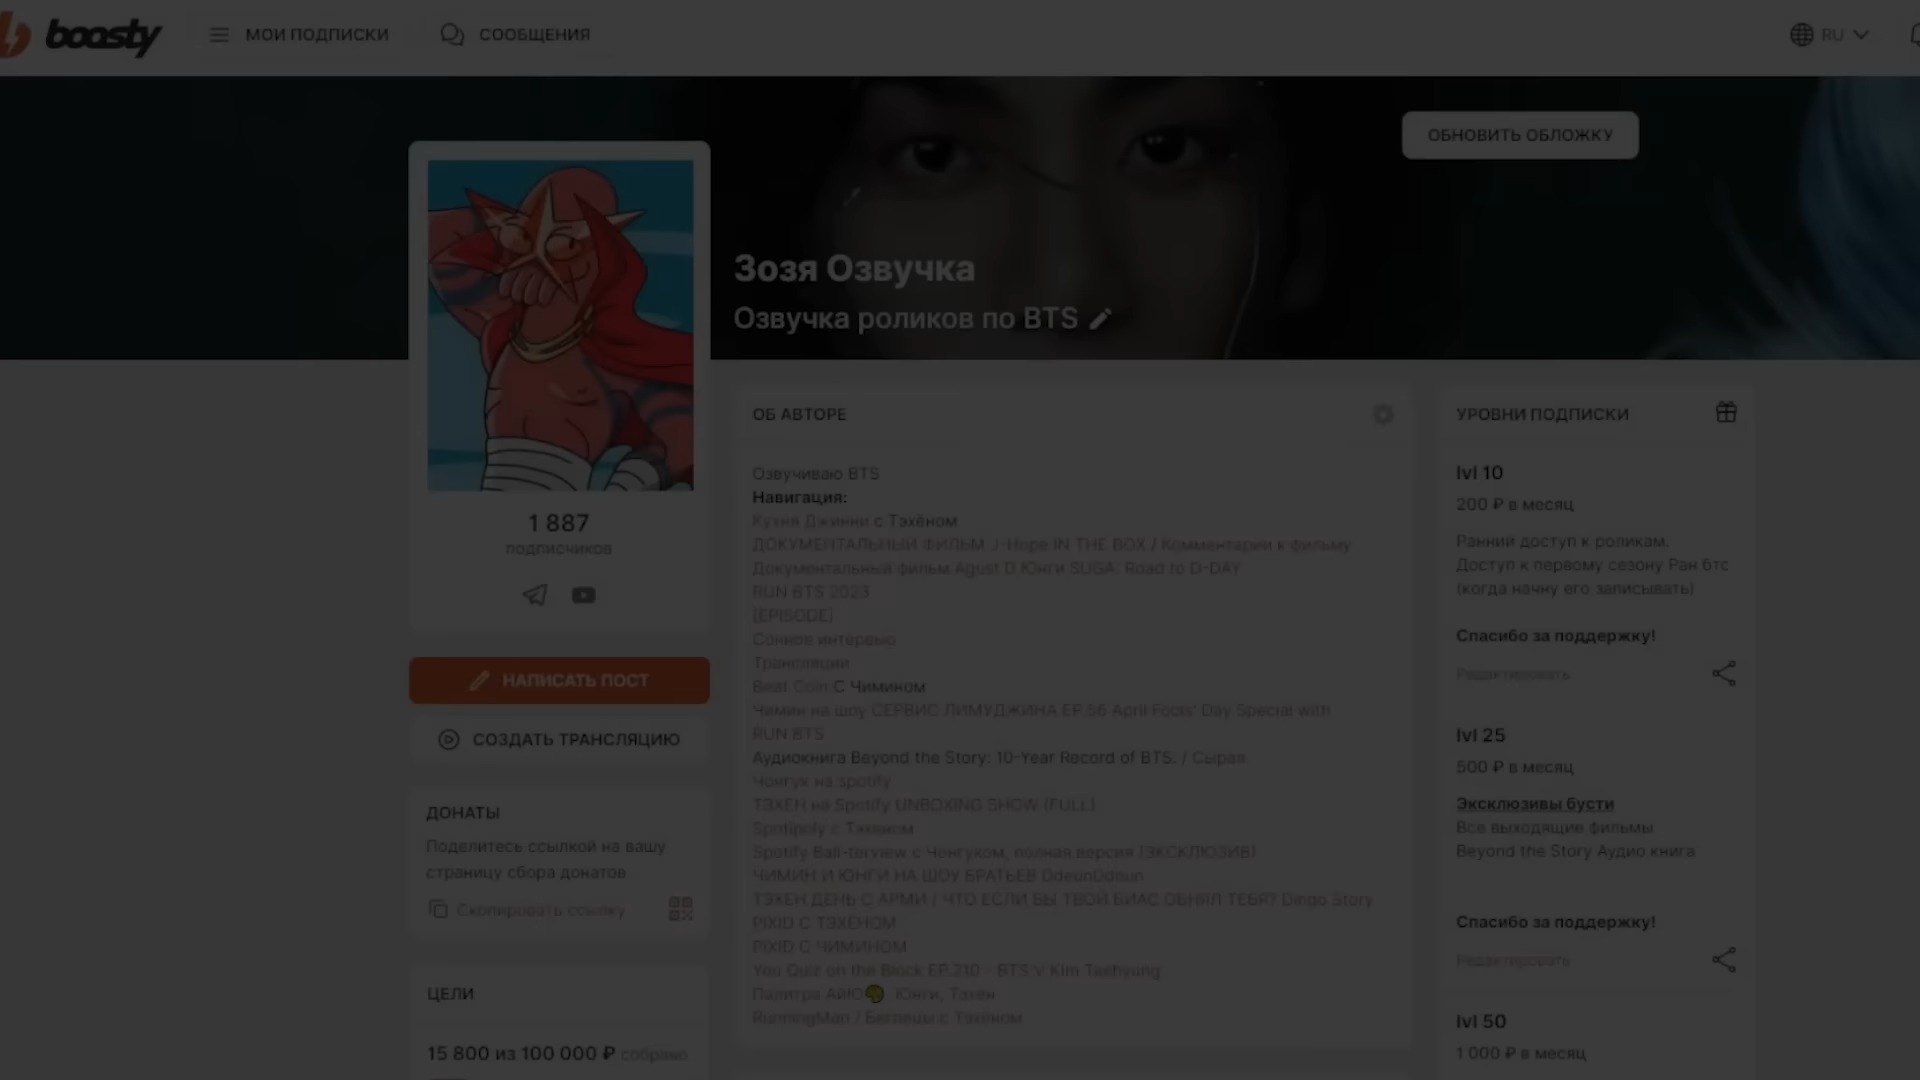 boosty
МОИ ПОДПИСКИ
СООБЩЕНИЯ
RU
ОБНОВИТЬ ОБЛОЖКУ
Зозя Озвучка
Озвучка роликов по BTS
1 887
подписчиков
НАПИСАТЬ ПОСТ
СОЗДАТЬ ТРАНСЛЯЦИЮ
ДОНАТЫ
Поделитесь ссылкой на вашу
страницу сбора донатов
Скопировать ссылку
ЦЕЛИ
15 800 из 100 000 ₽ собрано
ОБ АВТОРЕ
Озвучиваю BTS
Навигация:
Кухня Джинни с Тэхёном
ДОКУМЕНТАЛЬНЫЙ ФИЛЬМ J-Hope IN THE BOX / Комментарии к фильму
Документальный фильм Agust D Юнги SUGA: Road to D-DAY
RUN BTS 2023
[EPISODE]
Сонное интервью
Трансляции
Beat Coin С Чимином
Чимин на шоу СЕРВИС ЛИМУДЖИНА EP.56 April Fools' Day Special with
RUN BTS
Аудиокнига Beyond the Story: 10-Year Record of BTS. / Сырая
Чонгук на spotify
ТЭХЕН на Spotify UNBOXING SHOW (FULL)
Spotipoly с Тэхеном
Spotify Ball-terview с Чонгуком, полная версия (ЭКСКЛЮЗИВ)
ЧИМИН И ЮНГИ НА ШОУ БРАТЬЕВ DdeunDdeun
ТЭХЕН ДЕНЬ С АРМИ / ЧТО ЕСЛИ БЫ ТВОЙ БИАС ОБНЯЛ ТЕБЯ? Dingo Story
PIXID С ТЭХЁНОМ
PIXID С ЧИМИНОМ
You Quiz on the Block EP.210 - BTS V Kim Taehyung
Палитра АйЮ Юнги, Тэхен
RunningMan / Беглецы с Тэхеном
УРОВНИ ПОДПИСКИ
lvl 10
200 ₽ в месяц
Ранний доступ к роликам.
Доступ к первому сезону Ран бтс
(когда начну его записывать)
Спасибо за поддержку!
Редактировать
lvl 25
500 ₽ в месяц
Эксклюзивы бусти
Все выходящие фильмы
Beyond the Story Аудио книга
Спасибо за поддержку!
Редактировать
lvl 50
1 000 ₽ в месяц